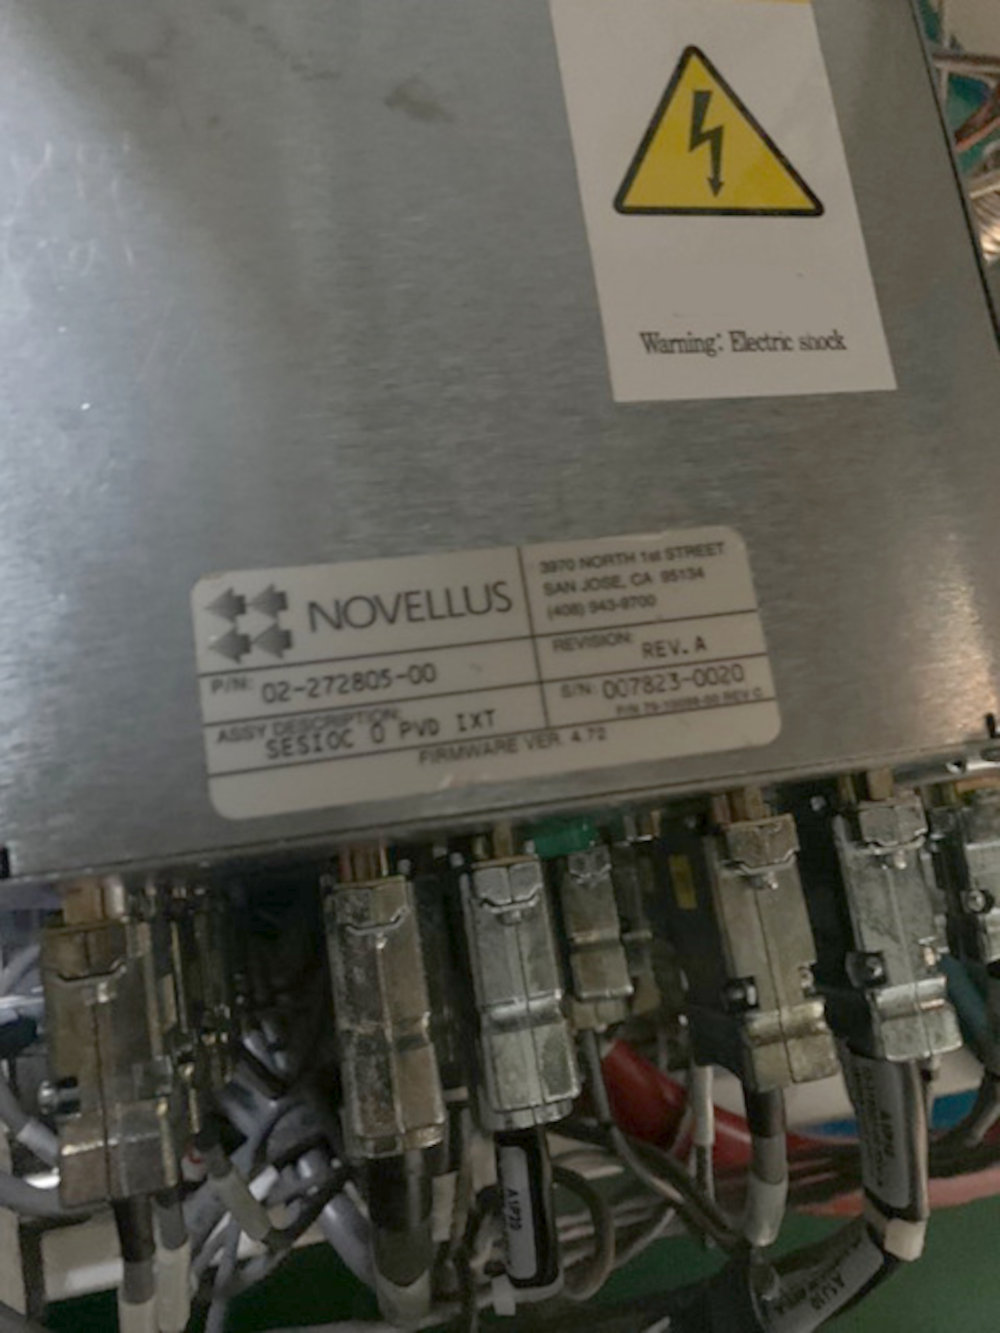 Warning: Electric shock
NOVELLUS
3970 NORTH 1st STREET
SAN JOSE, CA 95134
(408) 943-9700
P/N: 02-272805-00
REVISION: REV. A
ASSY DESCRIPTION:
SESIOC 0 PVD IXT
S/N: 007823-0020
FIRMWARE VER. 4.72
A1P20